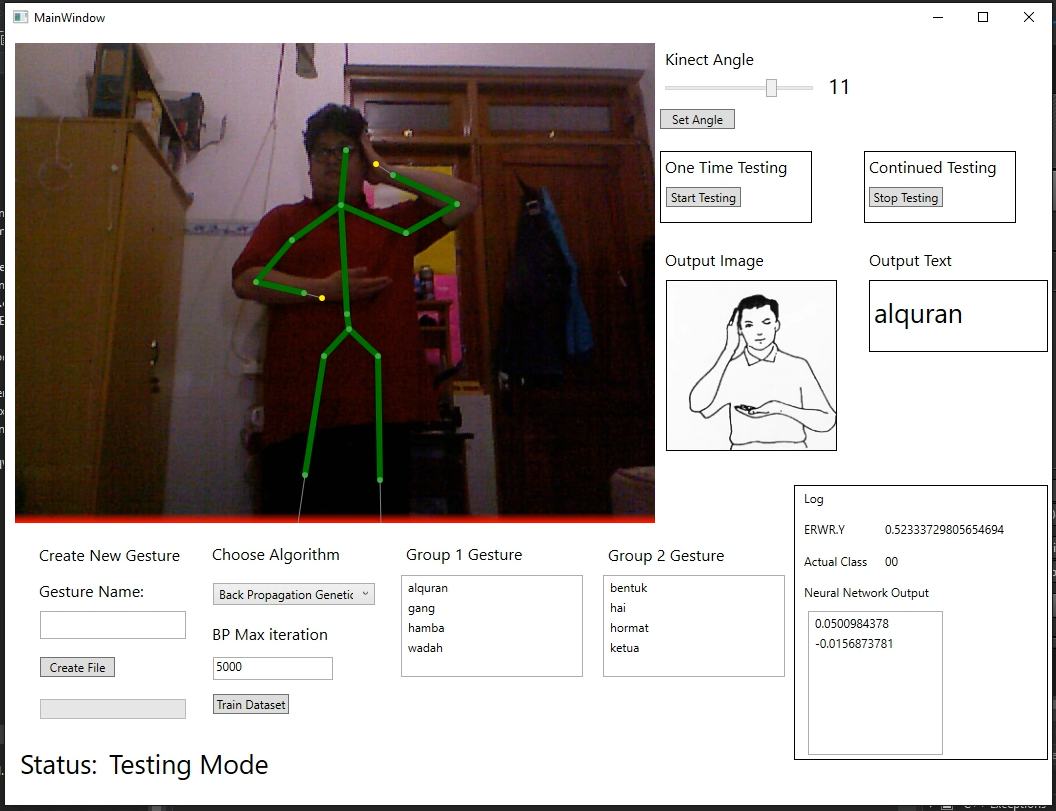 MainWindow
Kinect Angle
11
Set Angle
One Time Testing
Start Testing
Continued Testing
Stop Testing
Output Image
Output Text
alquran
Log
ERWR.Y 0.52333729805654694
Actual Class 00
Neural Network Output
0.0500984378
-0.0156873781
Create New Gesture
Gesture Name:
Create File
Choose Algorithm
Back Propagation Genetic
BP Max iteration
5000
Train Dataset
Group 1 Gesture
alquran
gang
hamba
wadah
Group 2 Gesture
bentuk
hai
hormat
ketua
Status: Testing Mode